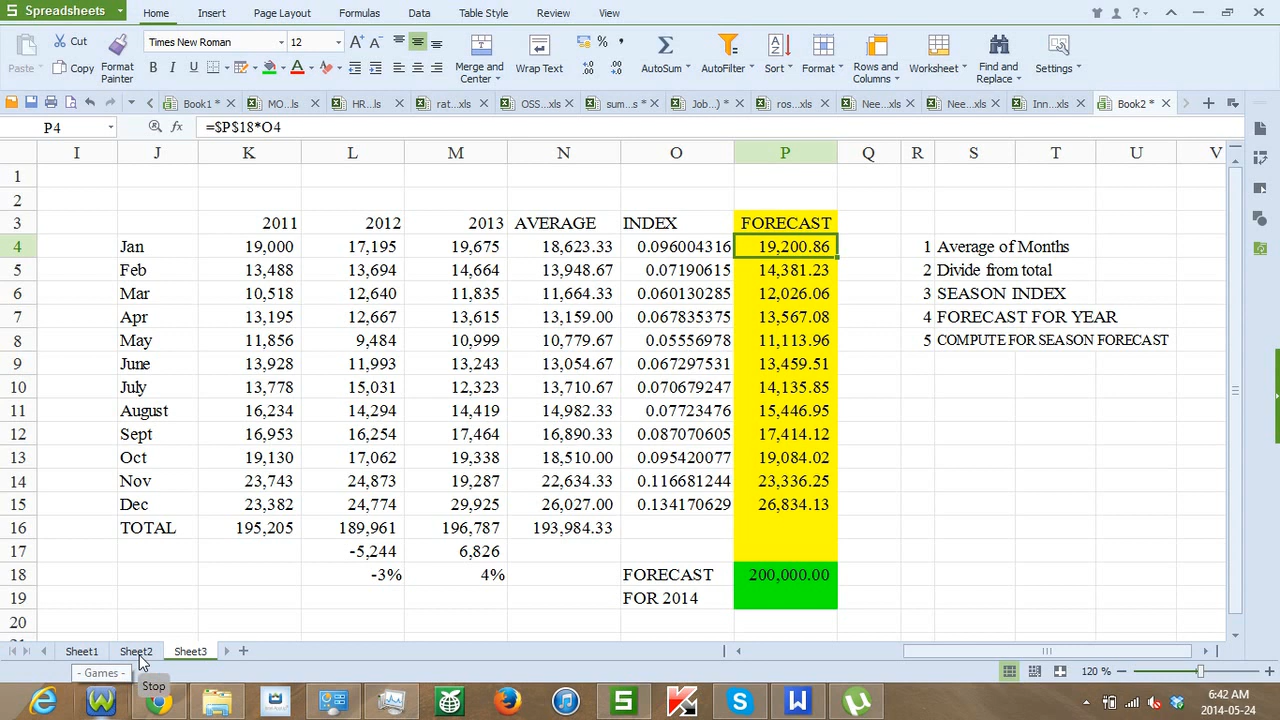 S Spreadsheets Home Insert Page Layout Formulas Data Table Style Review View
Cut Times New Roman 12
Paste Copy Format Painter B I U A Merge and Center Wrap Text AutoSum AutoFilter Sort Format Rows and Columns Worksheet Find and Replace Settings
Book1 * MO...ls HR...ls rat...xls OSS...xls sum...s * Job...) * ros...xlsx Nee...xls Nee...xls Inn...xls Book2 *
P4 fx =$P$18*O4
I J K L M N O P Q R S T U V
1
2
3 2011 2012 2013 AVERAGE INDEX FORECAST
4 Jan 19,000 17,195 19,675 18,623.33 0.096004316 19,200.86 1 Average of Months
5 Feb 13,488 13,694 14,664 13,948.67 0.07190615 14,381.23 2 Divide from total
6 Mar 10,518 12,640 11,835 11,664.33 0.060130285 12,026.06 3 SEASON INDEX
7 Apr 13,195 12,667 13,615 13,159.00 0.067835375 13,567.08 4 FORECAST FOR YEAR
8 May 11,856 9,484 10,999 10,779.67 0.05556978 11,113.96 5 COMPUTE FOR SEASON FORECAST
9 June 13,928 11,993 13,243 13,054.67 0.067297531 13,459.51
10 July 13,778 15,031 12,323 13,710.67 0.070679247 14,135.85
11 August 16,234 14,294 14,419 14,982.33 0.07723476 15,446.95
12 Sept 16,953 16,254 17,464 16,890.33 0.087070605 17,414.12
13 Oct 19,130 17,062 19,338 18,510.00 0.095420077 19,084.02
14 Nov 23,743 24,873 19,287 22,634.33 0.116681244 23,336.25
15 Dec 23,382 24,774 29,925 26,027.00 0.134170629 26,834.13
16 TOTAL 195,205 189,961 196,787 193,984.33
17 -5,244 6,826
18 -3% 4% FORECAST 200,000.00
19 FOR 2014
20
Sheet1 Sheet2 Sheet3
- Games - 120 %
Stop
6:42 AM
2014-05-24